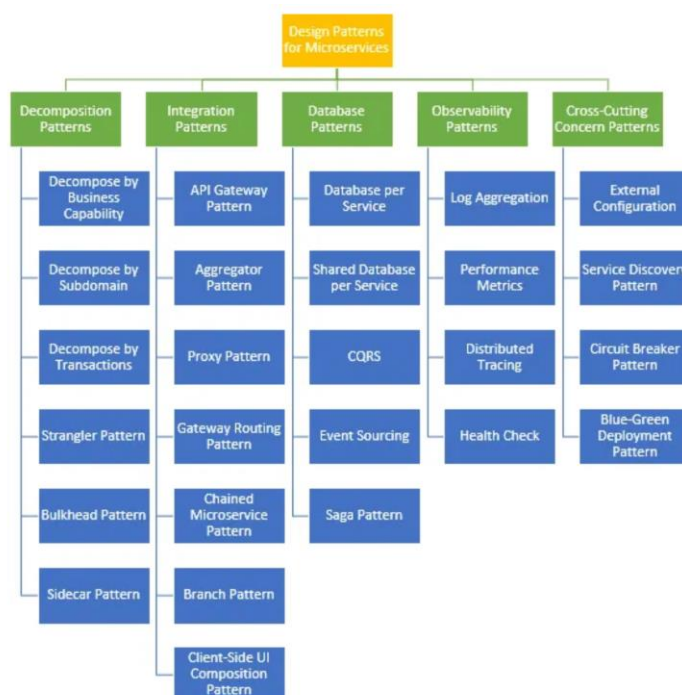 Design Patterns
for Microservices
Decomposition
Patterns
Integration
Patterns
Database
Patterns
Observability
Patterns
Cross-Cutting
Concern Patterns
Decompose by
Business
Capability
Decompose by
Subdomain
Decompose by
Transactions
Strangler Pattern
Bulkhead Pattern
Sidecar Pattern
API Gateway
Pattern
Aggregator
Pattern
Proxy Pattern
Gateway Routing
Pattern
Chained
Microservice
Pattern
Branch Pattern
Client-Side UI
Composition
Pattern
Database per
Service
Shared Database
per Service
CQRS
Event Sourcing
Saga Pattern
Log Aggregation
Performance
Metrics
Distributed
Tracing
Health Check
External
Configuration
Service Discovery
Pattern
Circuit Breaker
Pattern
Blue-Green
Deployment
Pattern